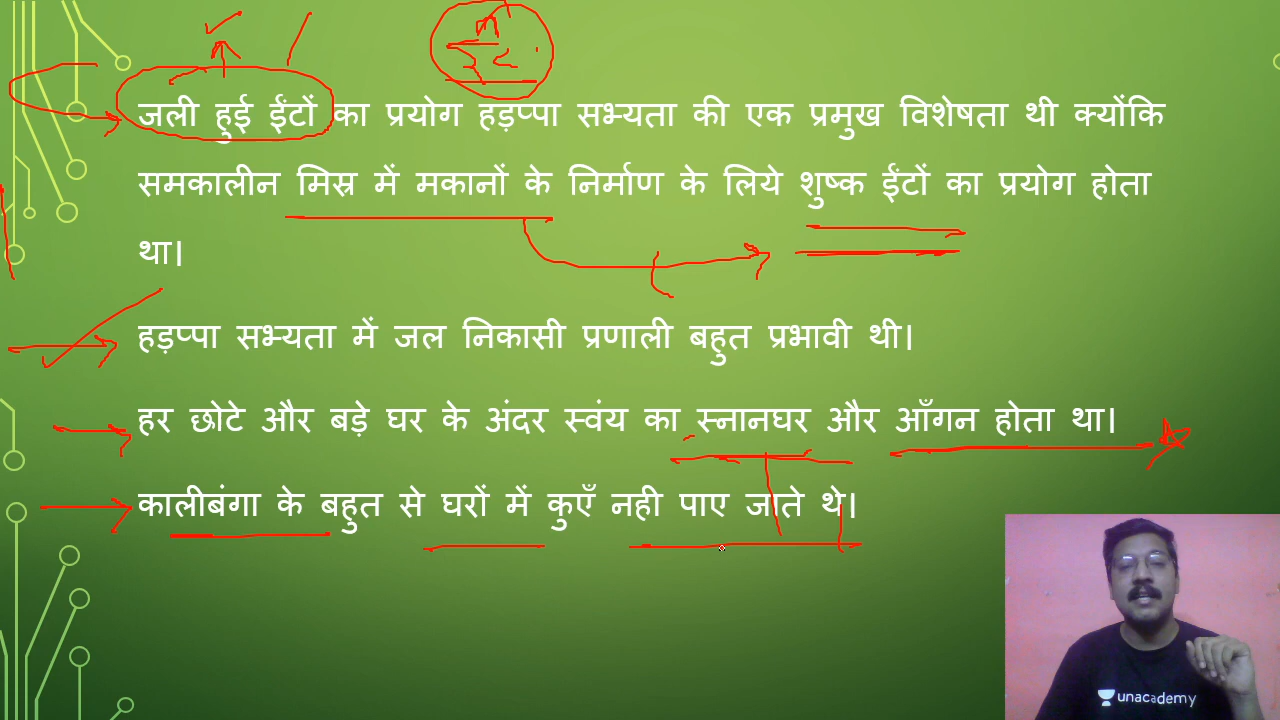 जली हुई ईंटों का प्रयोग हड़प्पा सभ्यता की एक प्रमुख विशेषता थी क्योंकि
समकालीन मिस्र में मकानों के निर्माण के लिये शुष्क ईंटों का प्रयोग होता
था।
हड़प्पा सभ्यता में जल निकासी प्रणाली बहुत प्रभावी थी।
हर छोटे और बड़े घर के अंदर स्वंय का स्नानघर और आँगन होता था।
कालीबंगा के बहुत से घरों में कुएँ नही पाए जाते थे।
unacademy